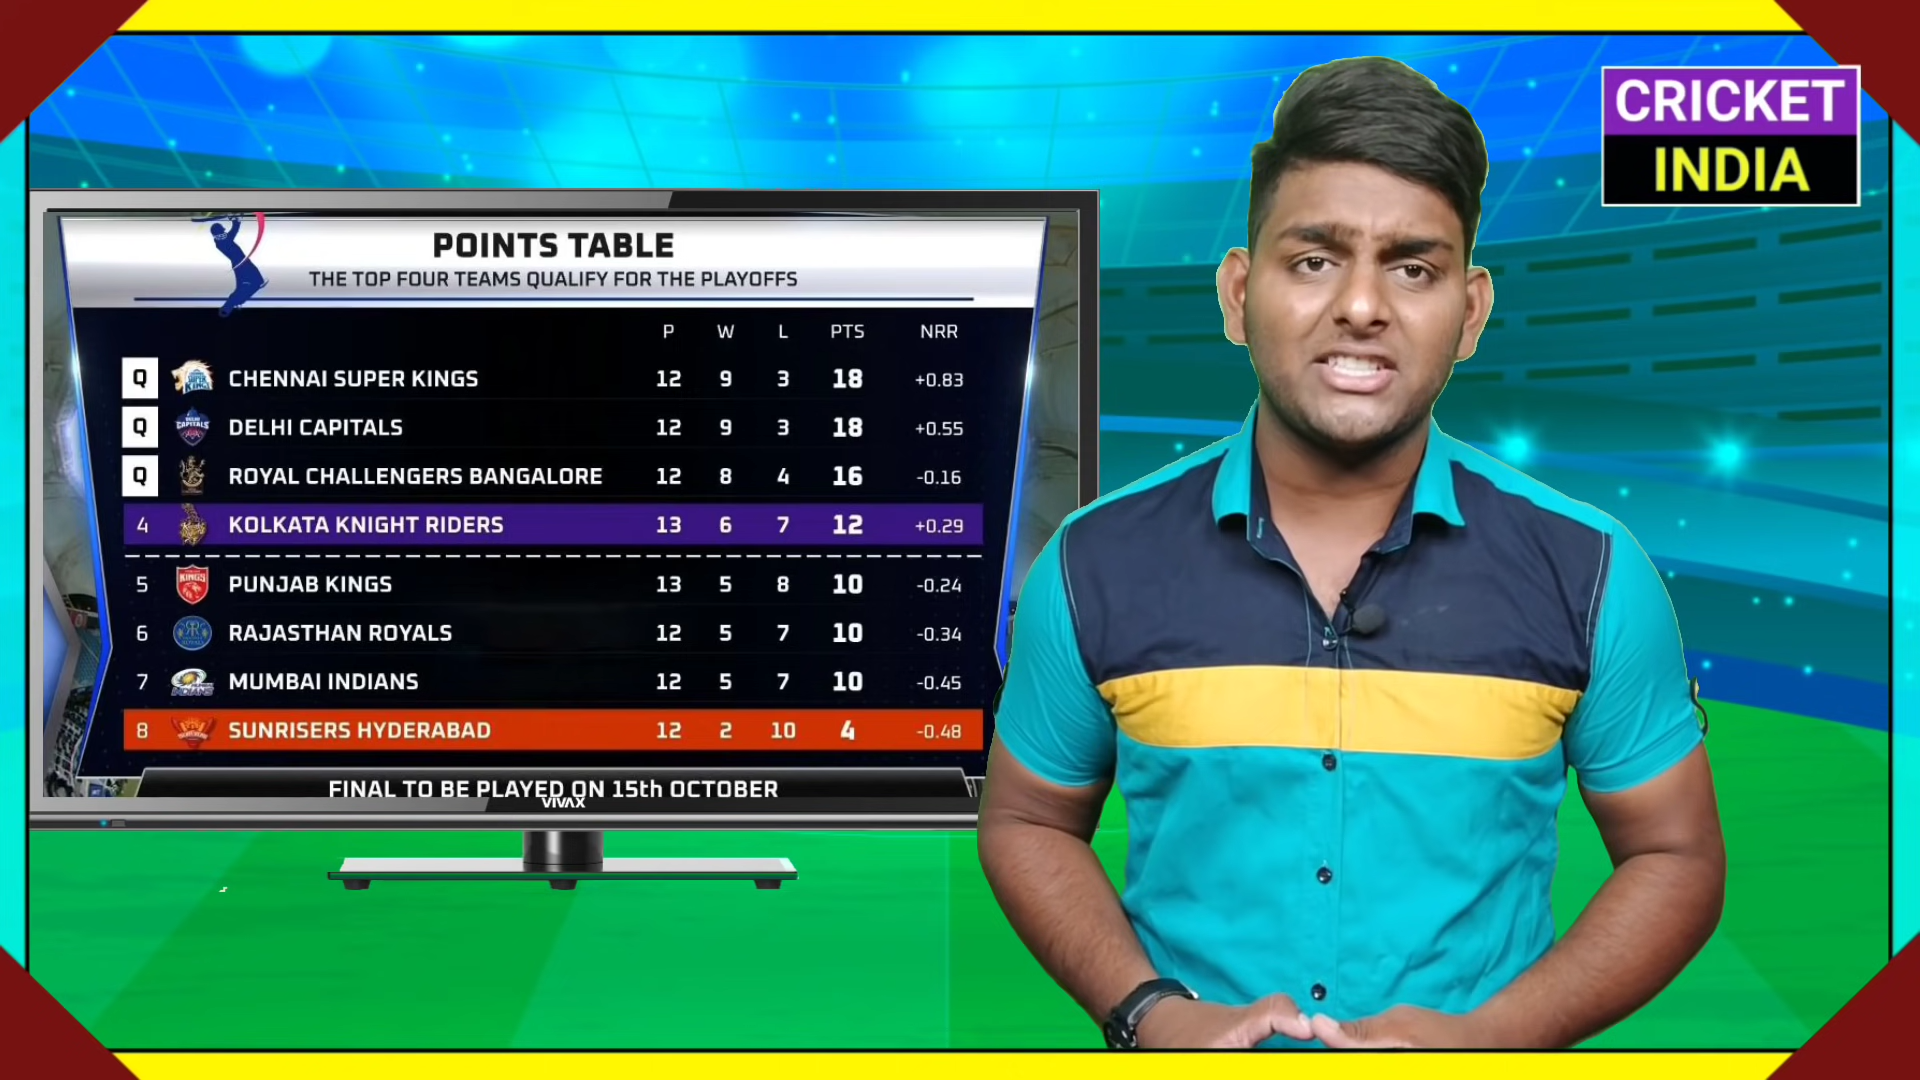 CRICKET
INDIA
POINTS TABLE
THE TOP FOUR TEAMS QUALIFY FOR THE PLAYOFFS
P W L PTS NRR
Q CHENNAI SUPER KINGS 12 9 3 18 +0.83
Q DELHI CAPITALS 12 9 3 18 +0.55
Q ROYAL CHALLENGERS BANGALORE 12 8 4 16 -0.16
4 KOLKATA KNIGHT RIDERS 13 6 7 12 +0.29
5 PUNJAB KINGS 13 5 8 10 -0.24
6 RAJASTHAN ROYALS 12 5 7 10 -0.34
7 MUMBAI INDIANS 12 5 7 10 -0.45
8 SUNRISERS HYDERABAD 12 2 10 4 -0.48
FINAL TO BE PLAYED ON 15th OCTOBER
VIVAX